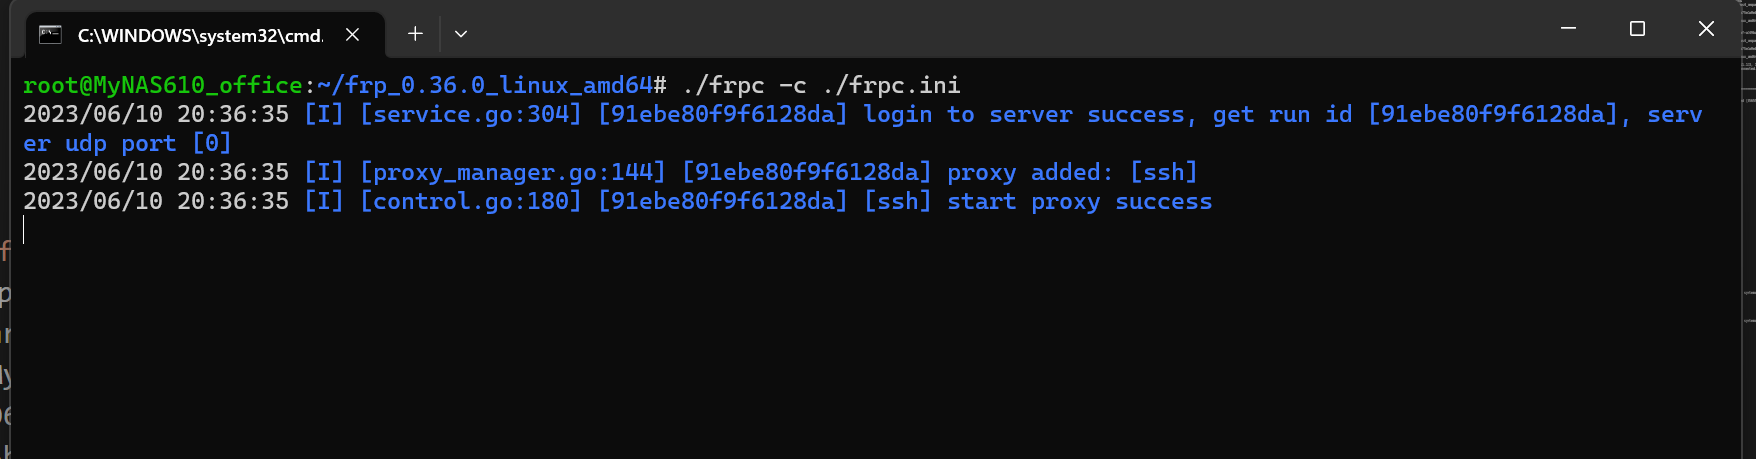 C:\WINDOWS\system32\cmd.
root@MyNAS610_office:~/frp_0.36.0_linux_amd64# ./frpc -c ./frpc.ini
2023/06/10 20:36:35 [I] [service.go:304] [91ebe80f9f6128da] login to server success, get run id [91ebe80f9f6128da], serv
er udp port [0]
2023/06/10 20:36:35 [I] [proxy_manager.go:144] [91ebe80f9f6128da] proxy added: [ssh]
2023/06/10 20:36:35 [I] [control.go:180] [91ebe80f9f6128da] [ssh] start proxy success